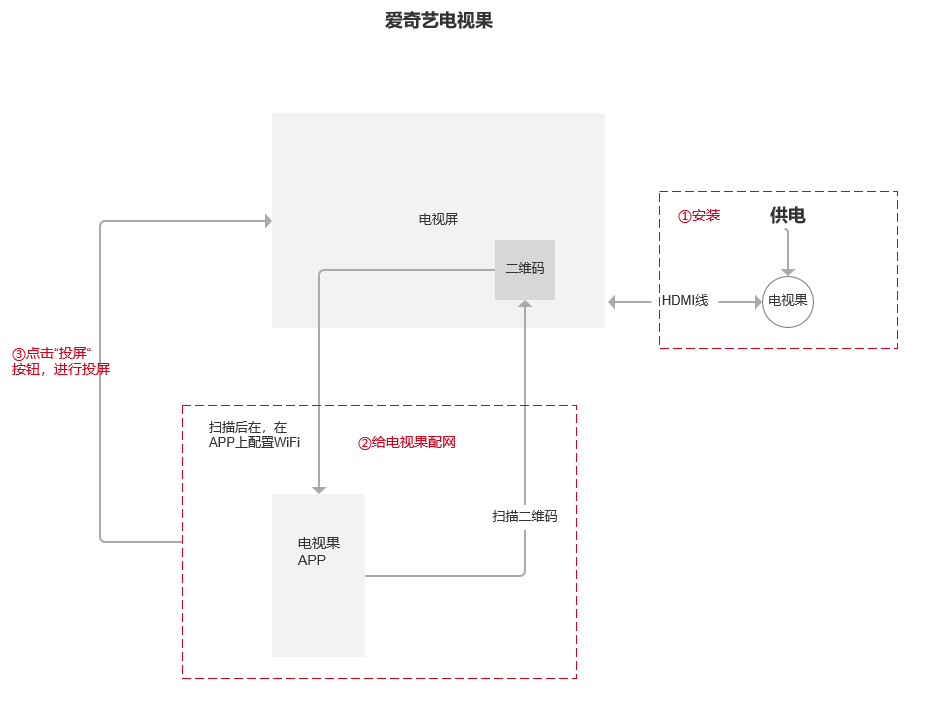 爱奇艺电视果
电视屏
二维码
①安装
供电
HDMI线
电视果
③点击“投屏“
按钮，进行投屏
扫描后在，在
APP上配置WiFi
②给电视果配网
扫描二维码
电视果
APP